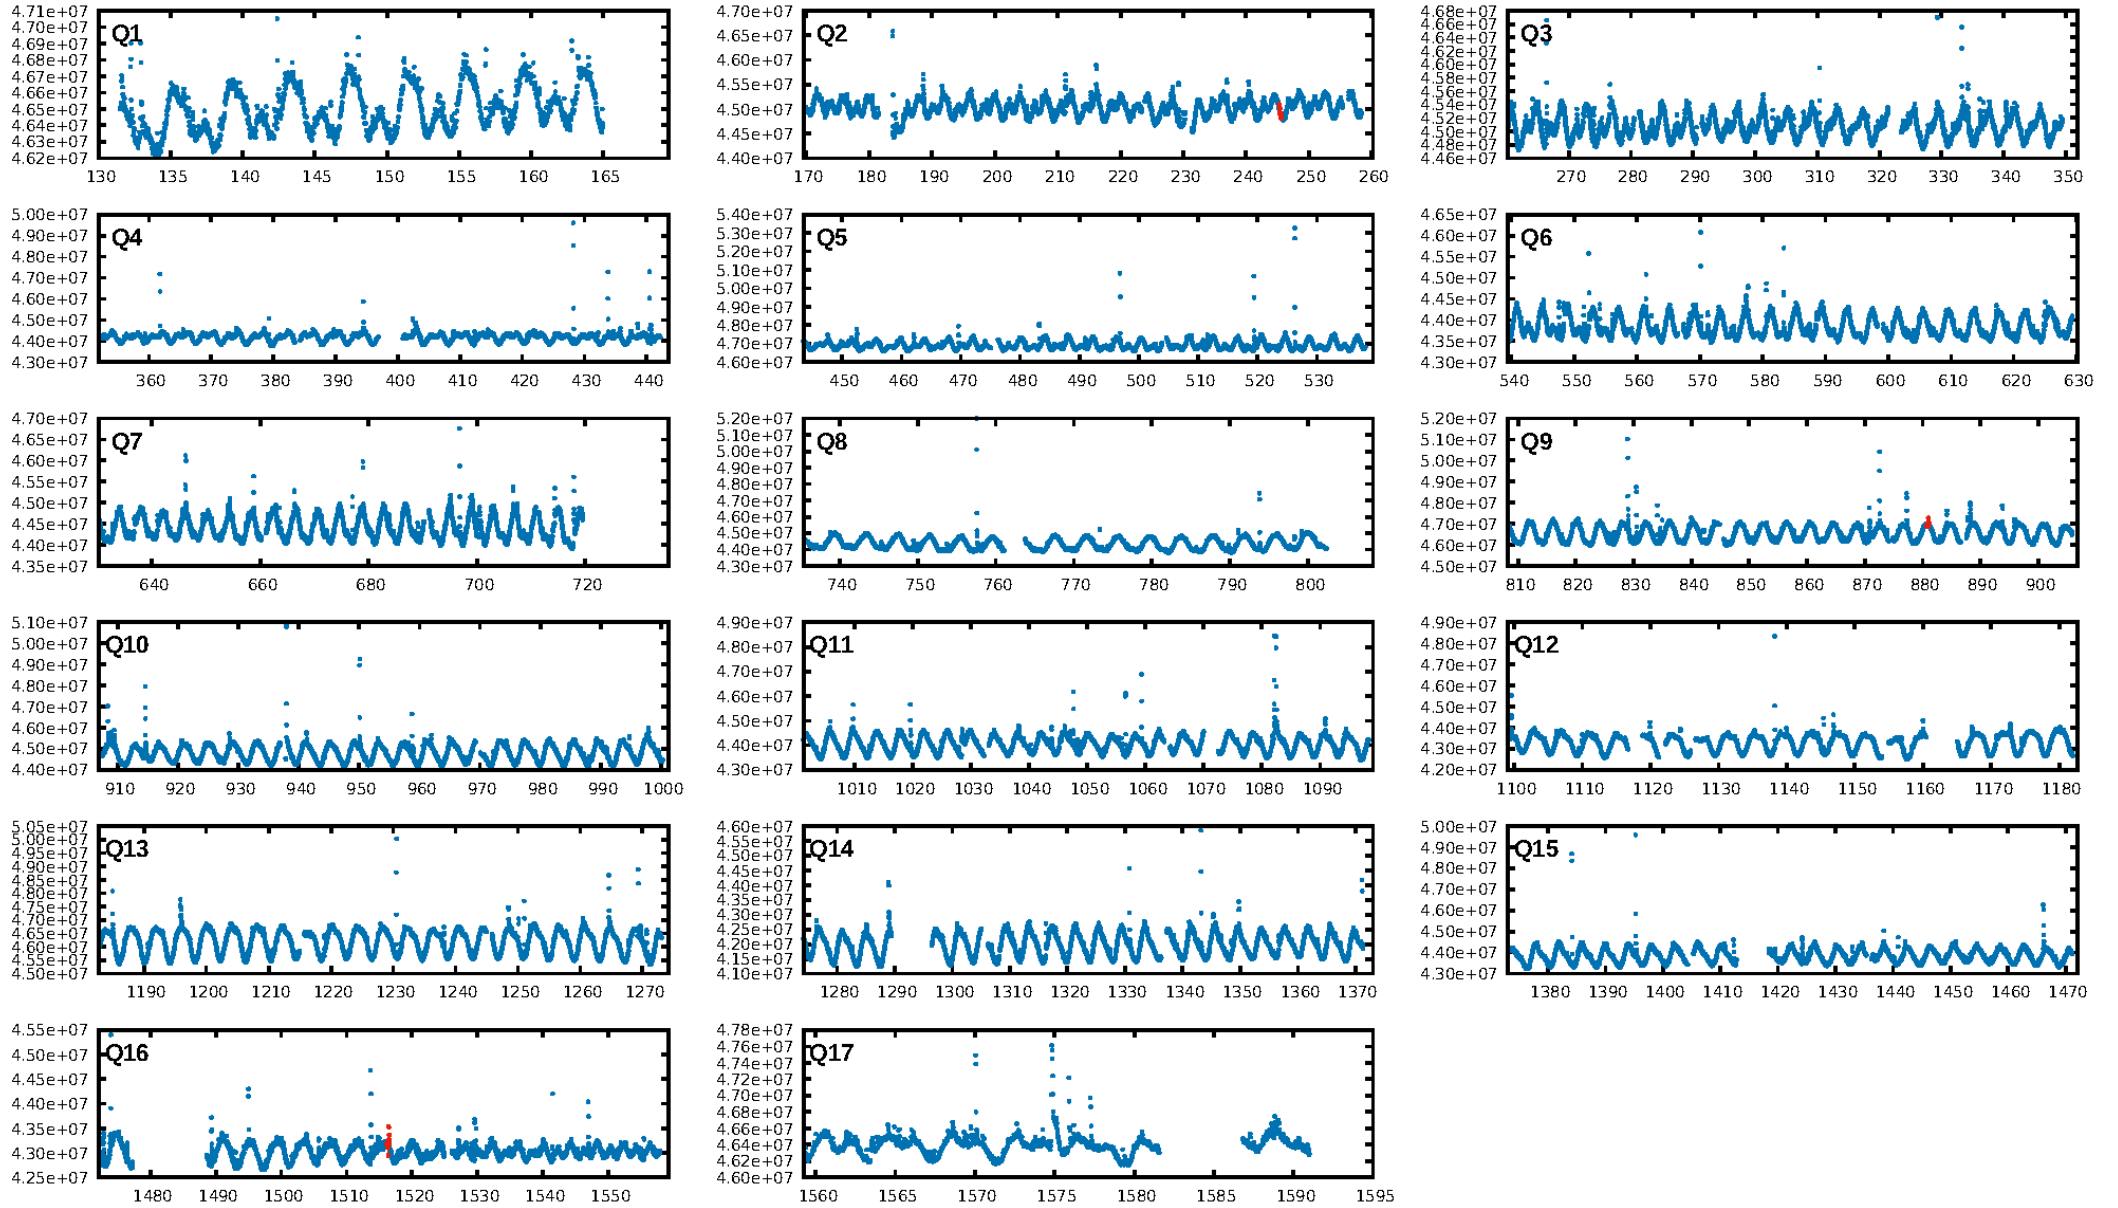 4.71e+07
4.70e+07
4.69e+07
4.68e+07
4.67e+07
4.66e+07
4.65e+07
4.64e+07
4.63e+07
4.62e+07
Q1
130 135 140 145 150 155 160 165
4.70e+07
4.65e+07
4.60e+07
4.55e+07
4.50e+07
4.45e+07
4.40e+07
Q2
170 180 190 200 210 220 230 240 250 260
4.68e+07
4.66e+07
4.64e+07
4.62e+07
4.60e+07
4.58e+07
4.56e+07
4.54e+07
4.52e+07
4.50e+07
4.48e+07
4.46e+07
Q3
270 280 290 300 310 320 330 340 350
5.00e+07
4.90e+07
4.80e+07
4.70e+07
4.60e+07
4.50e+07
4.40e+07
4.30e+07
Q4
360 370 380 390 400 410 420 430 440
5.40e+07
5.30e+07
5.20e+07
5.10e+07
5.00e+07
4.90e+07
4.80e+07
4.70e+07
4.60e+07
Q5
450 460 470 480 490 500 510 520 530
4.65e+07
4.60e+07
4.55e+07
4.50e+07
4.45e+07
4.40e+07
4.35e+07
4.30e+07
Q6
540 550 560 570 580 590 600 610 620 630
4.70e+07
4.65e+07
4.60e+07
4.55e+07
4.50e+07
4.45e+07
4.40e+07
4.35e+07
Q7
640 660 680 700 720
5.20e+07
5.10e+07
5.00e+07
4.90e+07
4.80e+07
4.70e+07
4.60e+07
4.50e+07
4.40e+07
4.30e+07
Q8
740 750 760 770 780 790 800
5.20e+07
5.10e+07
5.00e+07
4.90e+07
4.80e+07
4.70e+07
4.60e+07
4.50e+07
Q9
810 820 830 840 850 860 870 880 890 900
5.10e+07
5.00e+07
4.90e+07
4.80e+07
4.70e+07
4.60e+07
4.50e+07
4.40e+07
Q10
910 920 930 940 950 960 970 980 990 1000
4.90e+07
4.80e+07
4.70e+07
4.60e+07
4.50e+07
4.40e+07
4.30e+07
Q11
1010 1020 1030 1040 1050 1060 1070 1080 1090
4.90e+07
4.80e+07
4.70e+07
4.60e+07
4.50e+07
4.40e+07
4.30e+07
4.20e+07
Q12
1100 1110 1120 1130 1140 1150 1160 1170 1180
5.05e+07
5.00e+07
4.95e+07
4.90e+07
4.85e+07
4.80e+07
4.75e+07
4.70e+07
4.65e+07
4.60e+07
4.55e+07
4.50e+07
Q13
1190 1200 1210 1220 1230 1240 1250 1260 1270
4.60e+07
4.55e+07
4.50e+07
4.45e+07
4.40e+07
4.35e+07
4.30e+07
4.25e+07
4.20e+07
4.15e+07
4.10e+07
Q14
1280 1290 1300 1310 1320 1330 1340 1350 1360 1370
5.00e+07
4.90e+07
4.80e+07
4.70e+07
4.60e+07
4.50e+07
4.40e+07
4.30e+07
Q15
1380 1390 1400 1410 1420 1430 1440 1450 1460 1470
4.55e+07
4.50e+07
4.45e+07
4.40e+07
4.35e+07
4.30e+07
4.25e+07
Q16
1480 1490 1500 1510 1520 1530 1540 1550
4.78e+07
4.76e+07
4.74e+07
4.72e+07
4.70e+07
4.68e+07
4.66e+07
4.64e+07
4.62e+07
4.60e+07
Q17
1560 1565 1570 1575 1580 1585 1590 1595